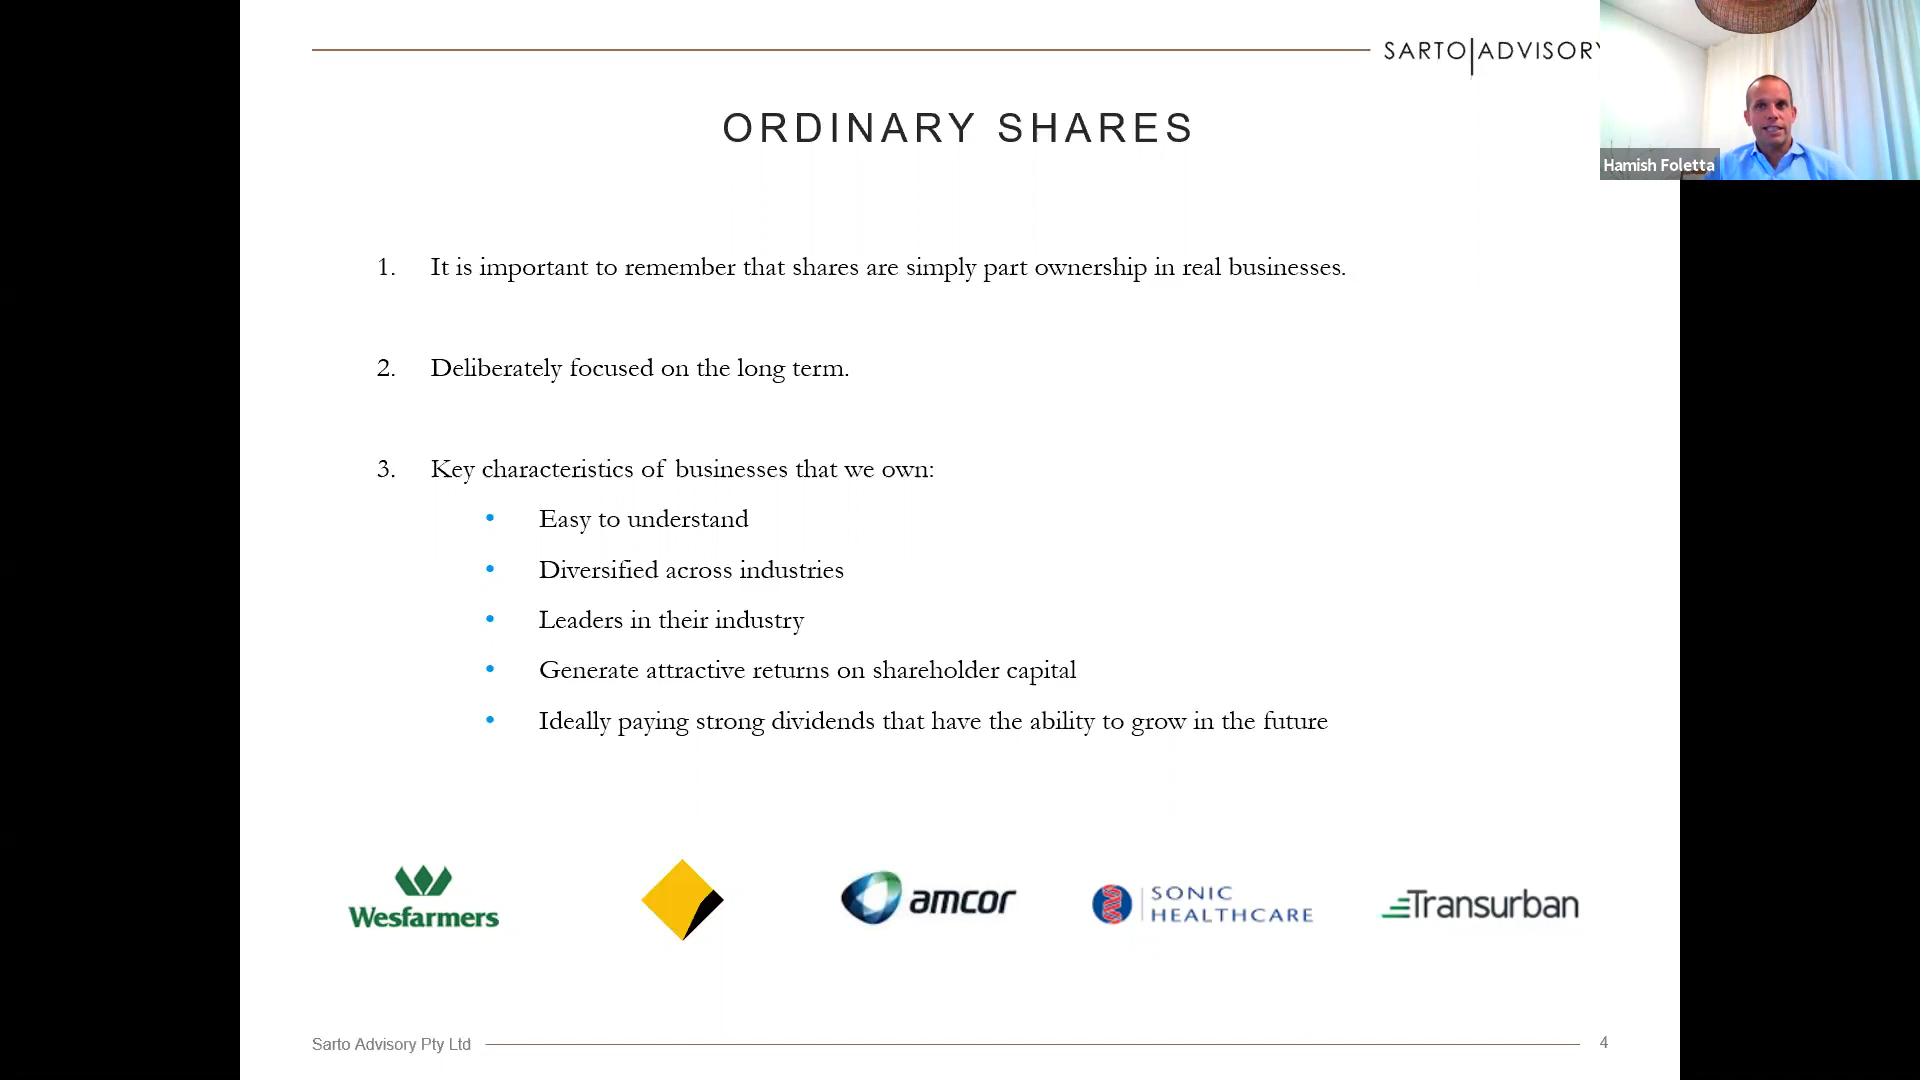 SARTO|ADVISORY
Hamish Foletta
ORDINARY SHARES
1. It is important to remember that shares are simply part ownership in real businesses.
2. Deliberately focused on the long term.
3. Key characteristics of businesses that we own:
• Easy to understand
• Diversified across industries
• Leaders in their industry
• Generate attractive returns on shareholder capital
• Ideally paying strong dividends that have the ability to grow in the future
Wesfarmers
amcor
SONIC
HEALTHCARE
Transurban
Sarto Advisory Pty Ltd
4